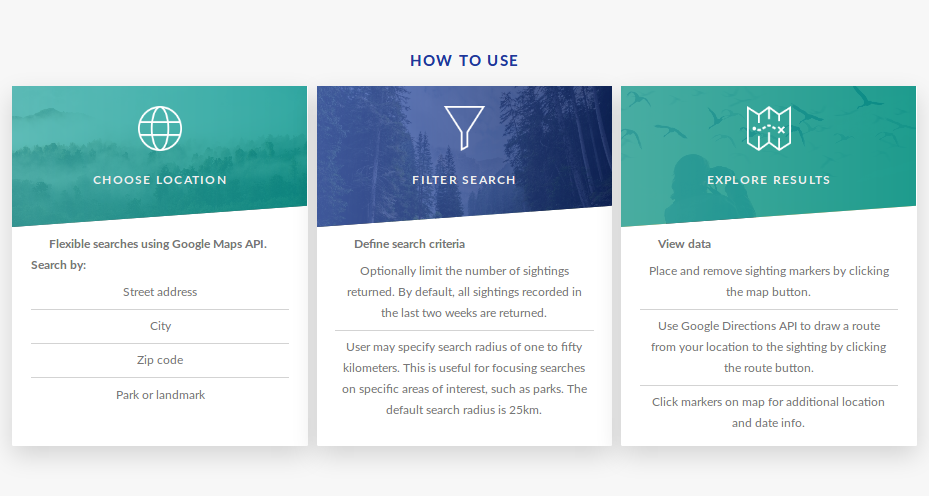 HOW TO USE
CHOOSE LOCATION
Flexible searches using Google Maps API.
Search by:
Street address
City
Zip code
Park or landmark
FILTER SEARCH
Define search criteria
Optionally limit the number of sightings
returned. By default, all sightings recorded in
the last two weeks are returned.
User may specify search radius of one to fifty
kilometers. This is useful for focusing searches
on specific areas of interest, such as parks. The
default search radius is 25km.
EXPLORE RESULTS
View data
Place and remove sighting markers by clicking
the map button.
Use Google Directions API to draw a route
from your location to the sighting by clicking
the route button.
Click markers on map for additional location
and date info.